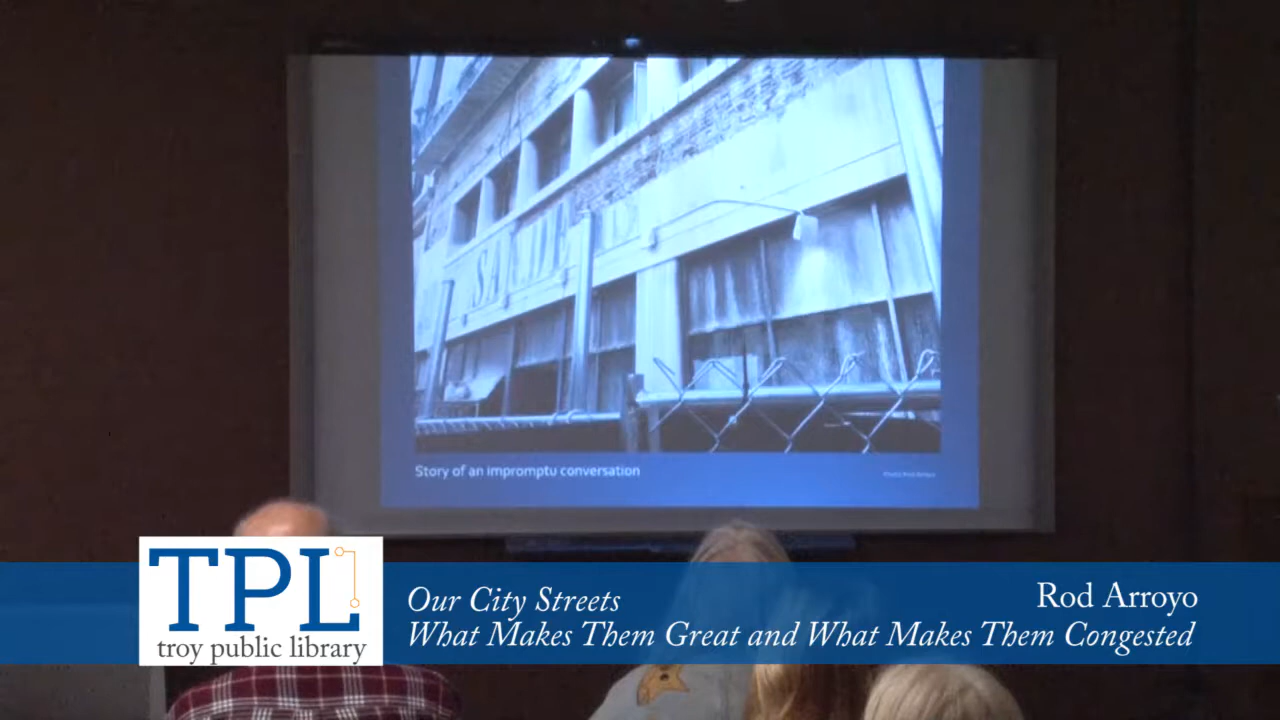 Story of an impromptu conversation
TPL
troy public library
Our City Streets
Rod Arroyo
What Makes Them Great and What Makes Them Congested